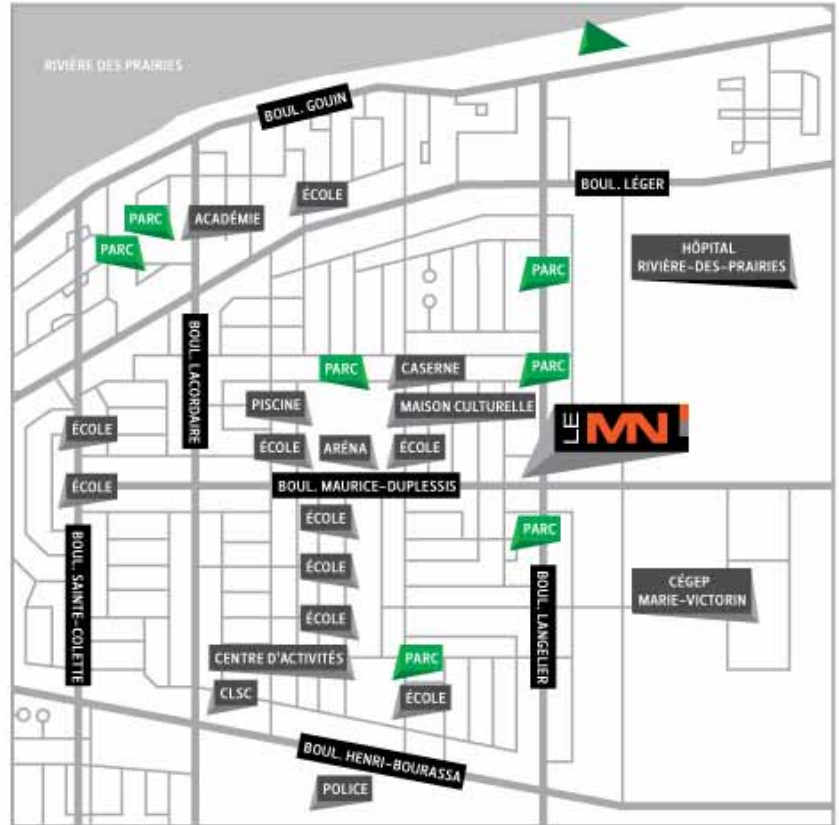 RIVIÈRE DES PRAIRIES
BOUL. GOUIN
BOUL. LÉGER
ÉCOLE
PARC
ACADÉMIE
PARC
HÔPITAL
RIVIÈRE-DES-PRAIRIES
PARC
BOUL. LACORDAIRE
PARC
CASERNE
PARC
PISCINE
MAISON CULTURELLE
LE MN
ÉCOLE
ÉCOLE
ARÉNA
ÉCOLE
ÉCOLE
BOUL. MAURICE-DUPLESSIS
ÉCOLE
PARC
BOUL. SAINTE-COLETTE
ÉCOLE
BOUL. LANGELIER
CÉGEP
MARIE-VICTORIN
ÉCOLE
CENTRE D'ACTIVITÉS
PARC
CLSC
ÉCOLE
BOUL. HENRI-BOURASSA
POLICE